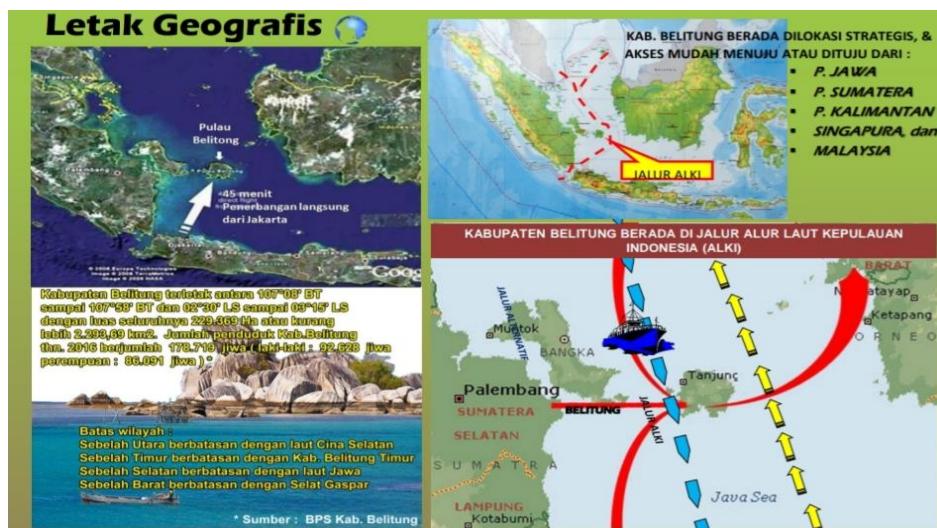 Letak Geografis
Pulau
Belitong
Palembang
45 menit
Penerbangan langsung
dari Jakarta
Bandung
Kabupaten Belitung terletak antara 107°08' BT
sampai 107°58' BT dan 02°30' LS sampai 03°15' LS
dengan luas seluruhnya 229.369 Ha atau kurang
lebih 2.293,69 km2. Jumlah penduduk Kab.Belitung
thn. 2016 berjumlah 178.719 jiwa ( laki-laki : 92.628 jiwa
perempuan : 86.091 jiwa ) *
Batas wilayah :
Sebelah Utara berbatasan dengan laut Cina Selatan
Sebelah Timur berbatasan dengan Kab. Belitung Timur
Sebelah Selatan berbatasan dengan laut Jawa
Sebelah Barat berbatasan dengan Selat Gaspar
* Sumber : BPS Kab. Belitung
KAB. BELITUNG BERADA DILOKASI STRATEGIS, &
AKSES MUDAH MENUJU ATAU DITUJU DARI :
▪ P. JAWA
▪ P. SUMATERA
▪ P. KALIMANTAN
▪ SINGAPURA, dan
▪ MALAYSIA
JALUR ALKI
KABUPATEN BELITUNG BERADA DI JALUR ALUR LAUT KEPULAUAN
INDONESIA (ALKI)
BARAT
Ketapang
JALUR ALTERNATIF
Muntok
BANGKA
Tanjung
Palembang
SUMATERA
SELATAN
BELITUNG
JALUR ALKI
SUMATRA
LAMPUNG
Kotabumi
Java Sea